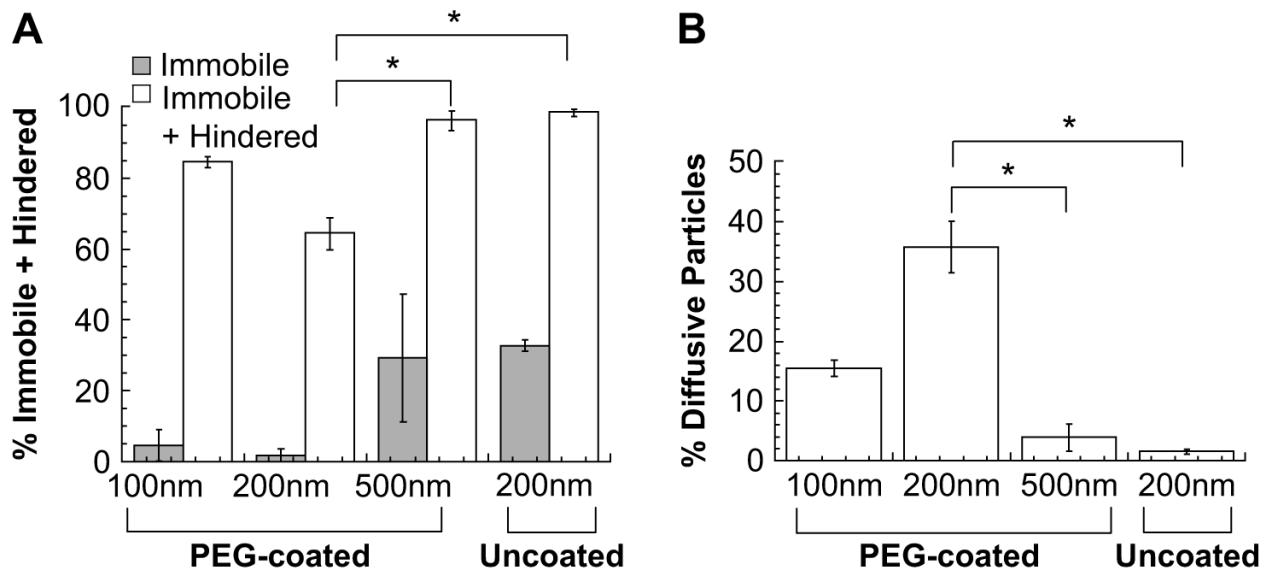 A
*
*
Immobile
Immobile
+ Hindered
% Immobile + Hindered
100
80
60
40
20
0
100nm 200nm 500nm 200nm
PEG-coated Uncoated
B
*
*
% Diffusive Particles
50
40
30
20
10
0
100nm 200nm 500nm 200nm
PEG-coated Uncoated